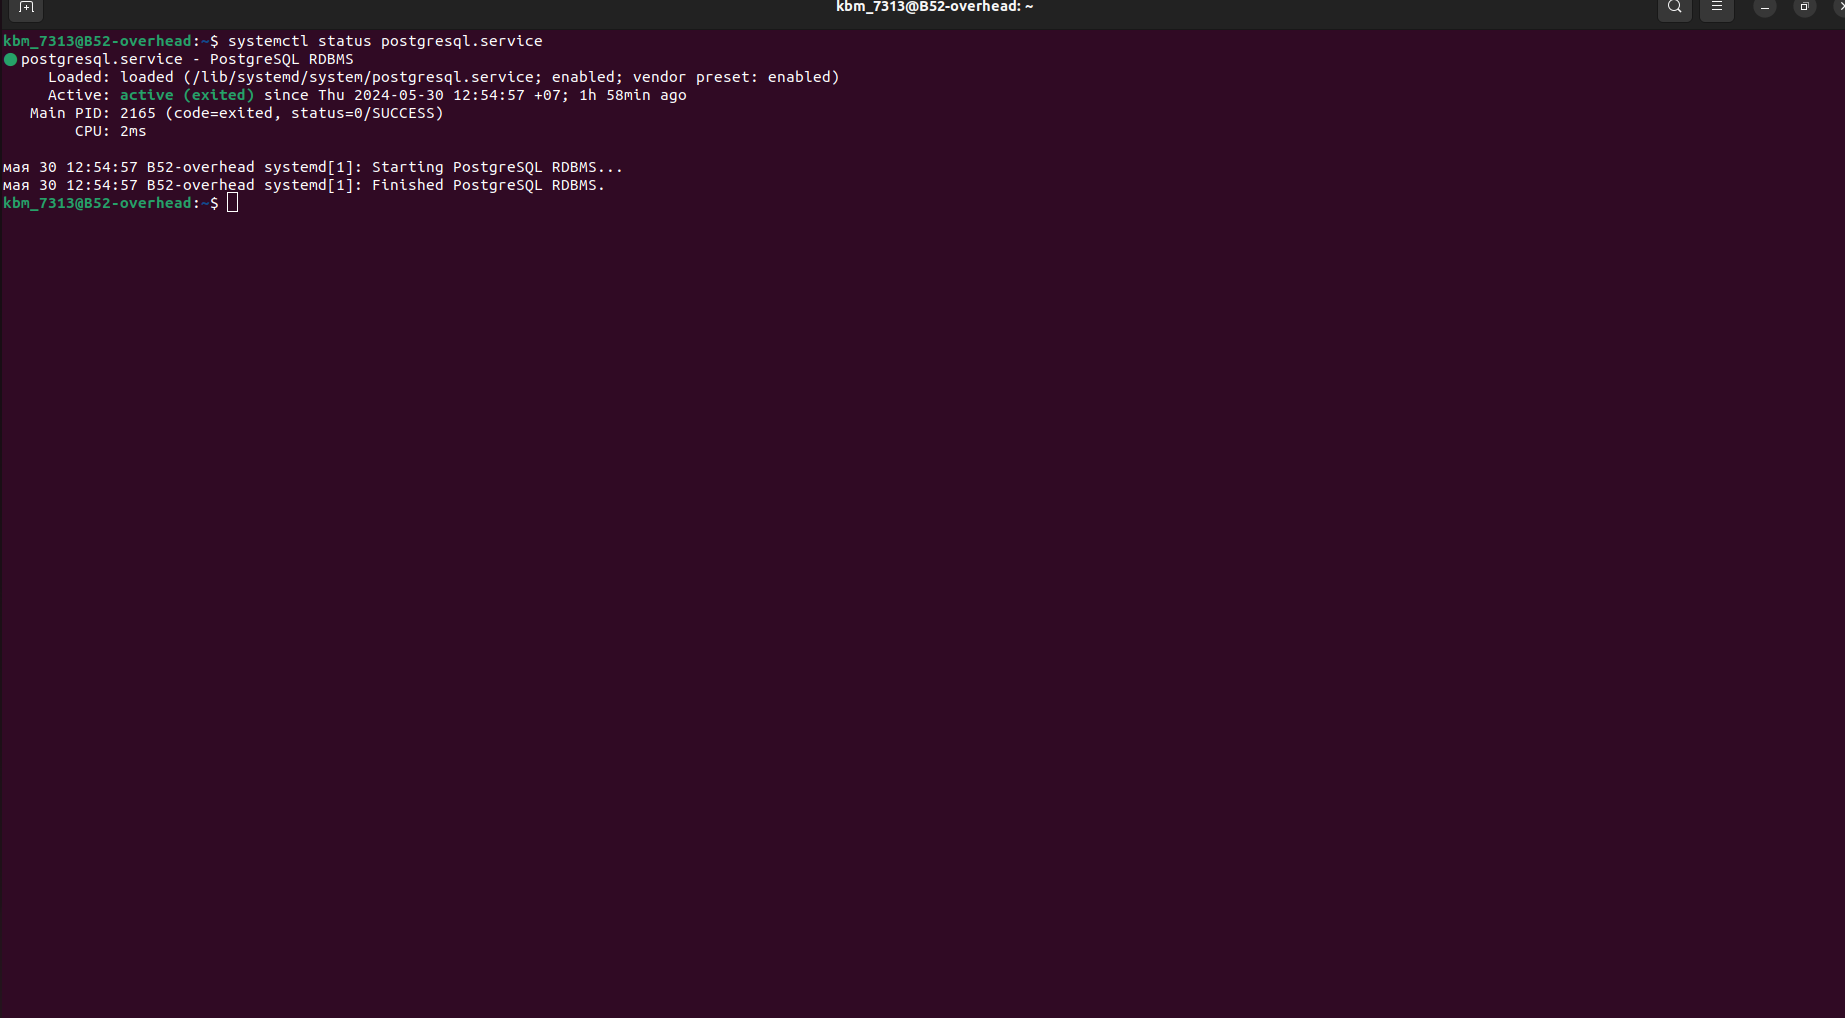 kbm_7313@B52-overhead: ~
kbm_7313@B52-overhead:~$ systemctl status postgresql.service
● postgresql.service - PostgreSQL RDBMS
     Loaded: loaded (/lib/systemd/system/postgresql.service; enabled; vendor preset: enabled)
     Active: active (exited) since Thu 2024-05-30 12:54:57 +07; 1h 58min ago
   Main PID: 2165 (code=exited, status=0/SUCCESS)
        CPU: 2ms

мая 30 12:54:57 B52-overhead systemd[1]: Starting PostgreSQL RDBMS...
мая 30 12:54:57 B52-overhead systemd[1]: Finished PostgreSQL RDBMS.
kbm_7313@B52-overhead:~$